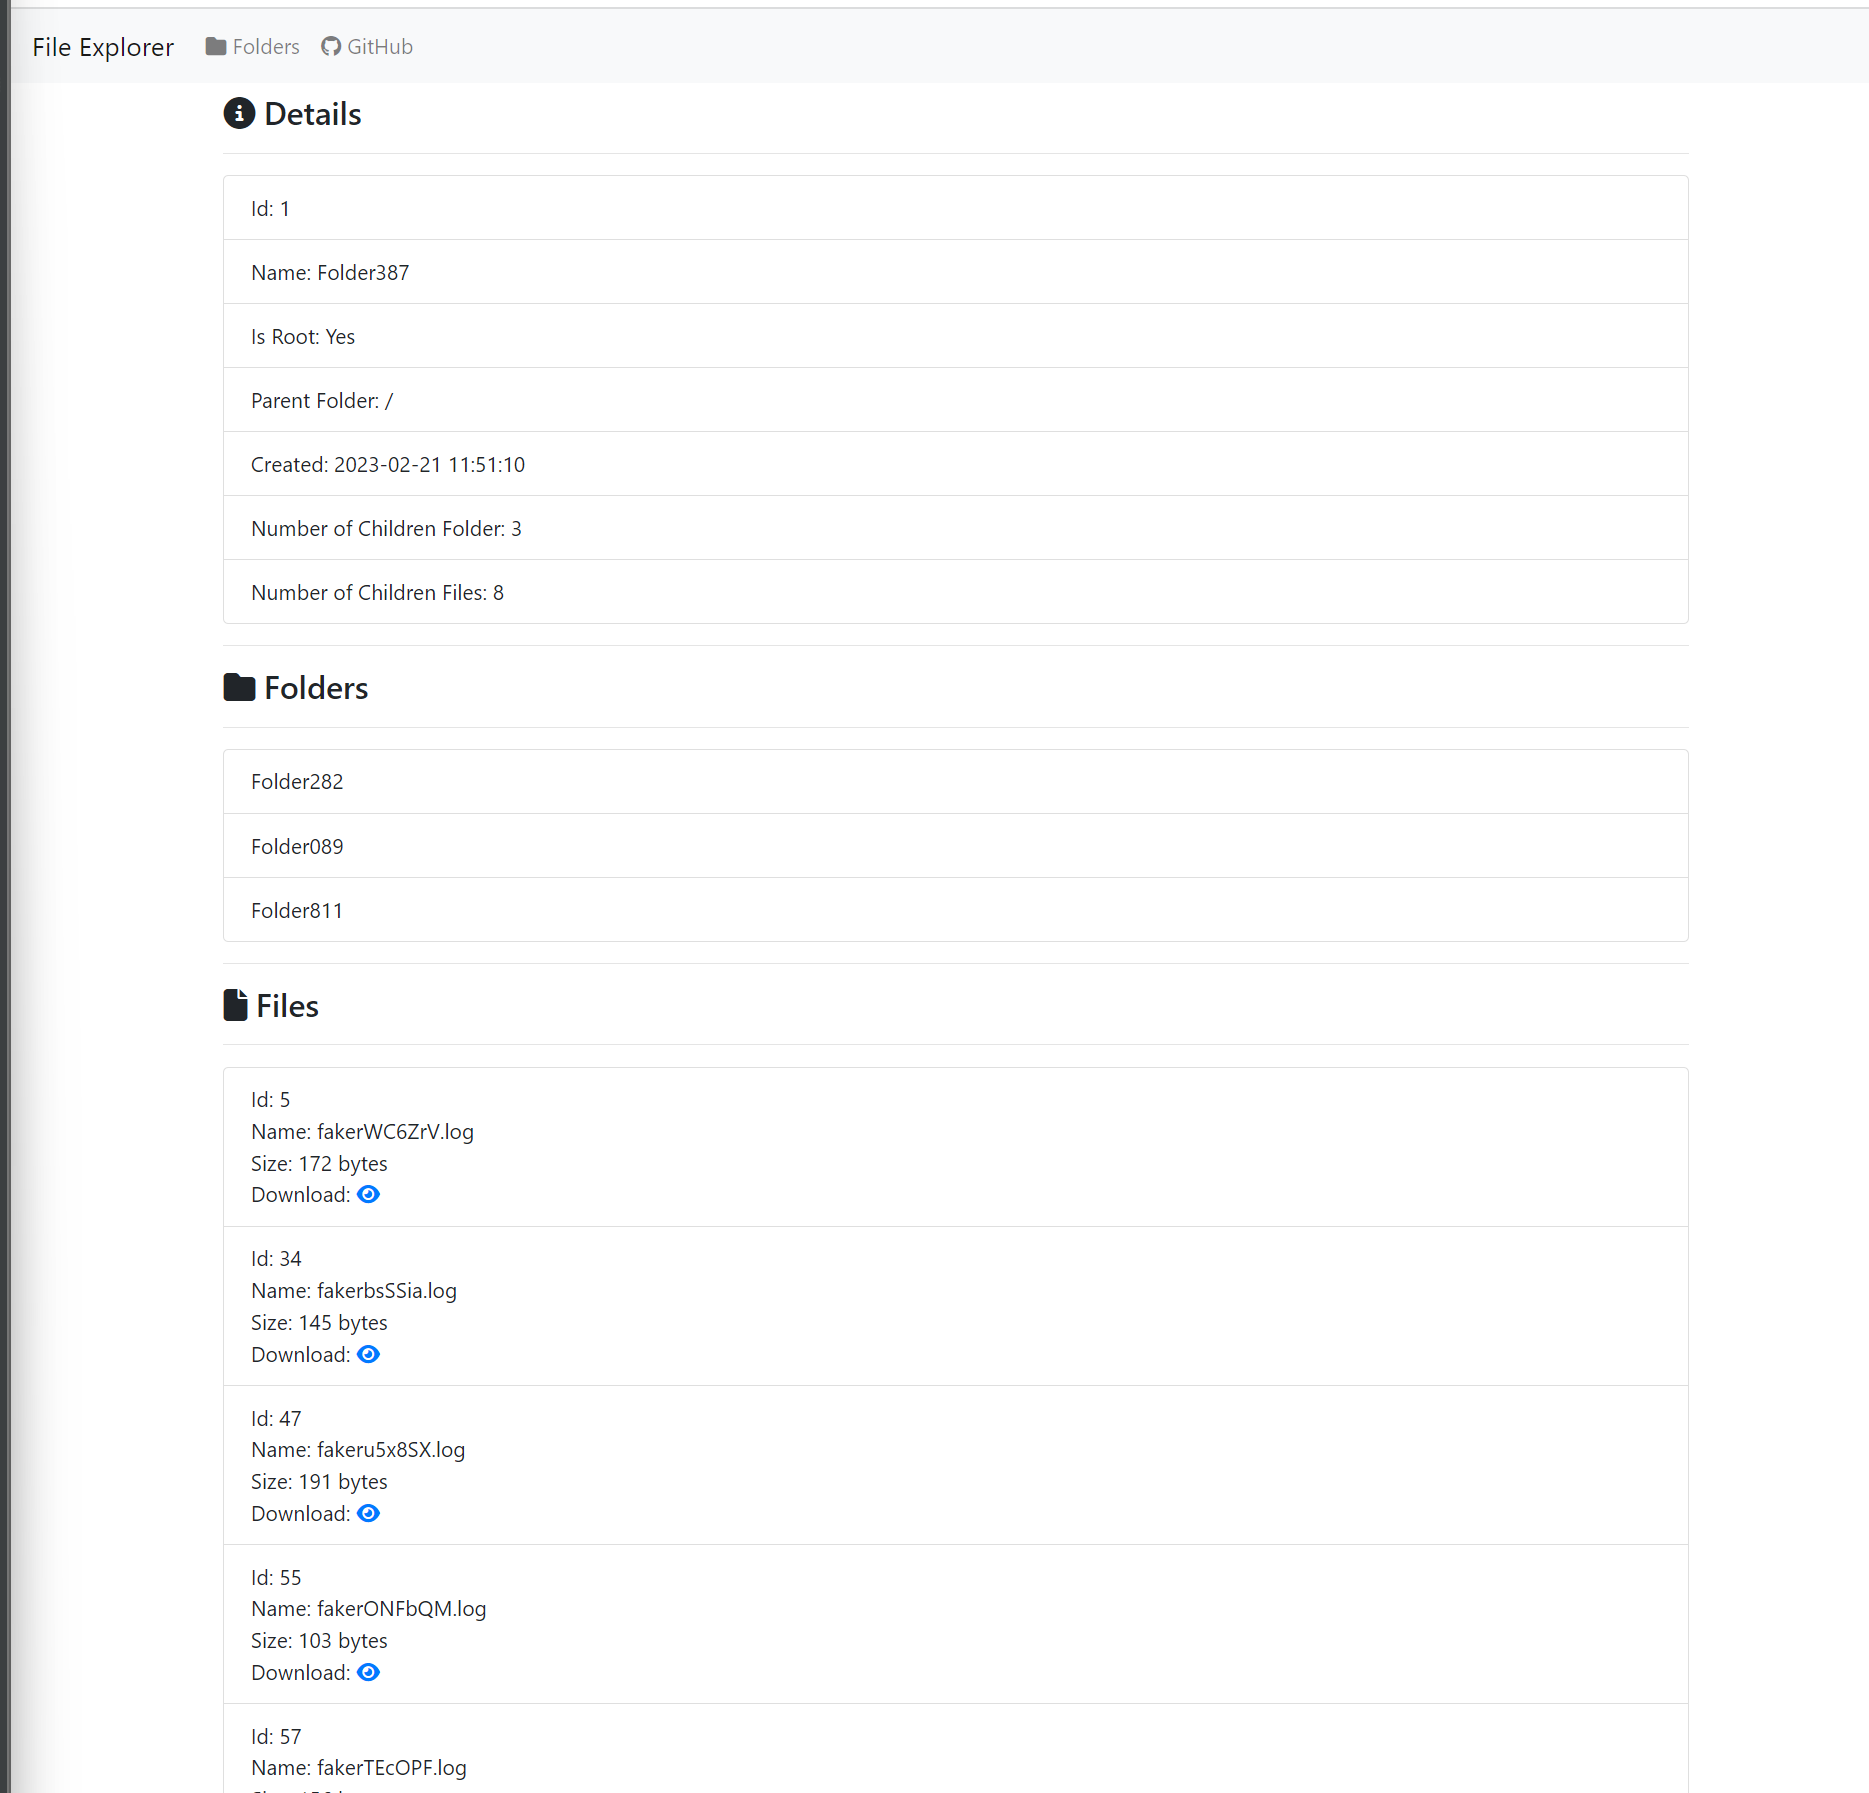 File Explorer Folders GitHub
Details
Id: 1
Name: Folder387
Is Root: Yes
Parent Folder: /
Created: 2023-02-21 11:51:10
Number of Children Folder: 3
Number of Children Files: 8
Folders
Folder282
Folder089
Folder811
Files
Id: 5
Name: fakerWC6ZrV.log
Size: 172 bytes
Download:
Id: 34
Name: fakerbsSSia.log
Size: 145 bytes
Download:
Id: 47
Name: fakeru5x8SX.log
Size: 191 bytes
Download:
Id: 55
Name: fakerONFbQM.log
Size: 103 bytes
Download:
Id: 57
Name: fakerTEcOPF.log